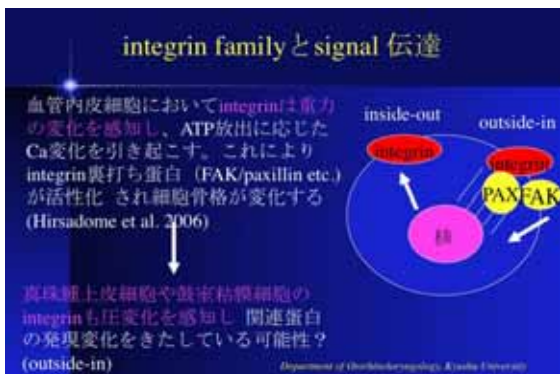 integrin familyとsignal 伝達
血管内皮細胞においてintegrinは重力
の変化を感知し、ATP放出に応じた
Ca変化を引き起こす。これにより
integrin裏打ち蛋白（FAK/paxillin etc.)
が活性化 され細胞骨格が変化する
(Hirsadome et al. 2006)
真珠腫上皮細胞や鼓室粘膜細胞の
integrinも圧変化を感知し 関連蛋白
の発現変化をきたしている可能性？
(outside-in)
inside-out
outside-in
integrin
integrin
PAX
FAK
核
Department of Otorhinolaryngology, Kyushu University